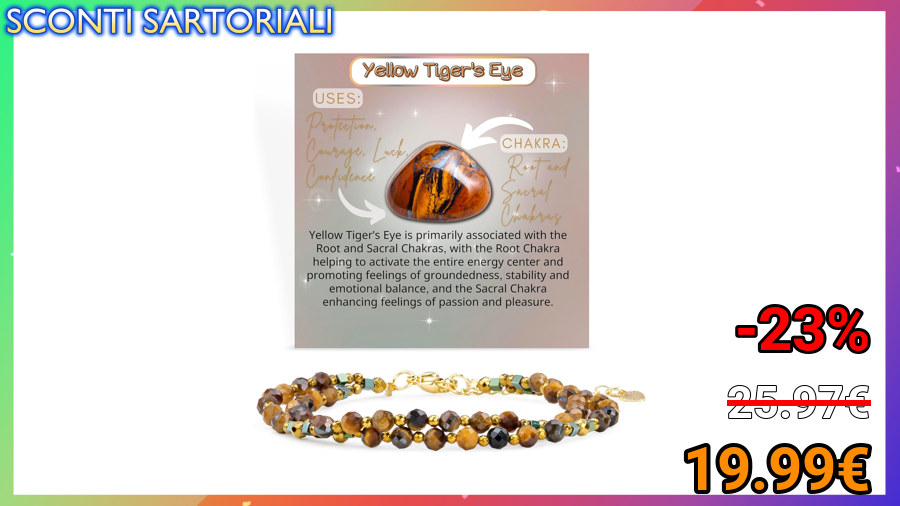 SCONTI SARTORIALI
Yellow Tiger's Eye
USES:
Protection,
Courage, Luck,
Confidence
CHAKRA:
Root and
Sacral
Chakras
Yellow Tiger's Eye is primarily associated with the
Root and Sacral Chakras, with the Root Chakra
helping to activate the entire energy center and
promoting feelings of groundedness, stability and
emotional balance, and the Sacral Chakra
enhancing feelings of passion and pleasure.
-23%
25.97€
19.99€